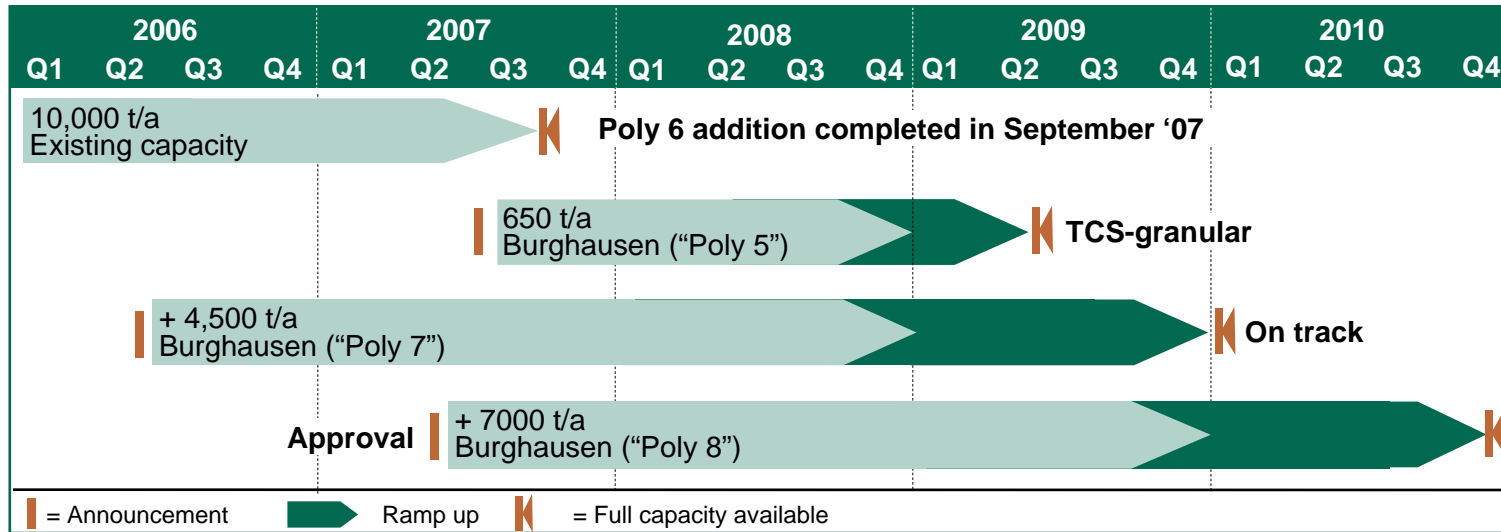 2006 2007 2008 2009 2010
Q1 Q2 Q3 Q4 Q1 Q2 Q3 Q4 Q1 Q2 Q3 Q4 Q1 Q2 Q3 Q4 Q1 Q2 Q3 Q4
10,000 t/a
Existing capacity
Poly 6 addition completed in September ‘07
650 t/a
Burghausen (“Poly 5”)
TCS-granular
+ 4,500 t/a
Burghausen (“Poly 7”)
On track
Approval
+ 7000 t/a
Burghausen (“Poly 8”)
= Announcement Ramp up = Full capacity available